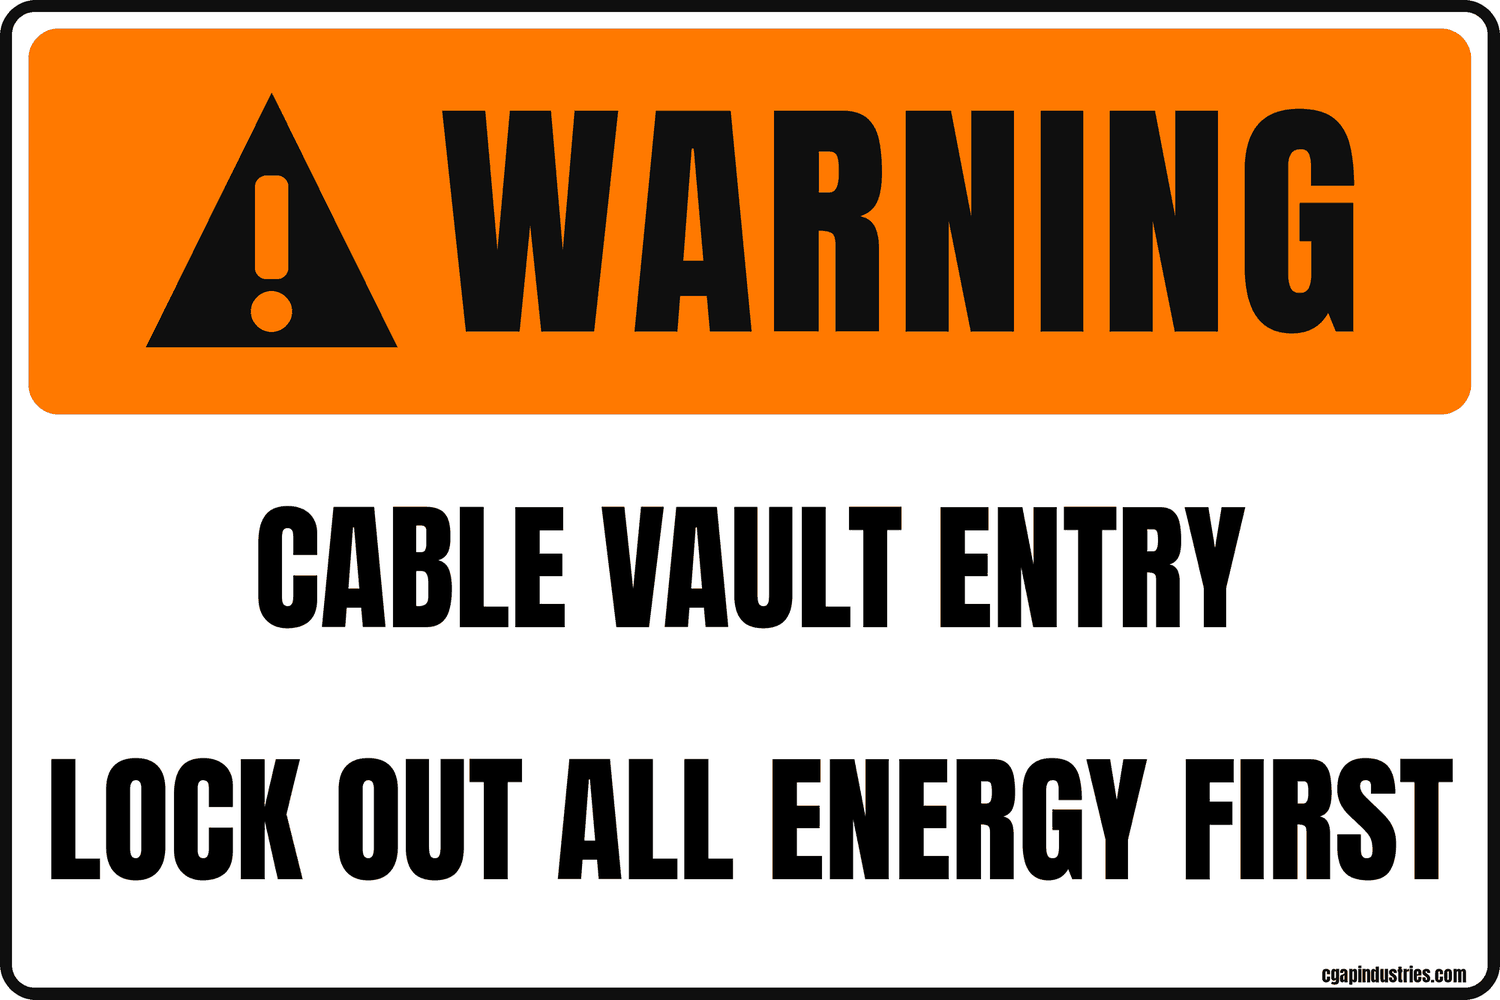 WARNING
CABLE VAULT ENTRY
LOCK OUT ALL ENERGY FIRST
cgapindustries.com